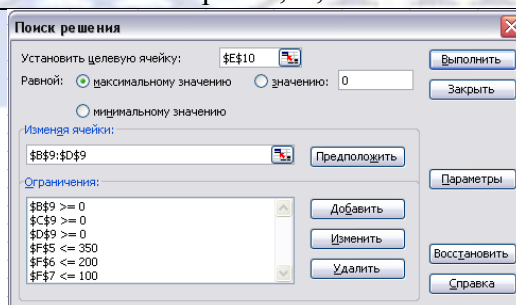 Поиск решения
Установить целевую ячейку: $E$10 Выполнить
Равной: максимальному значению значению: 0 Закрыть
минимальному значению
Изменяя ячейки:
$B$9:$D$9 Предположить
Ограничения: Параметры
$B$9 >= 0 Добавить
$C$9 >= 0
$D$9 >= 0 Изменить
$F$5 <= 350
$F$6 <= 200 Удалить Восстановить
$F$7 <= 100 Справка